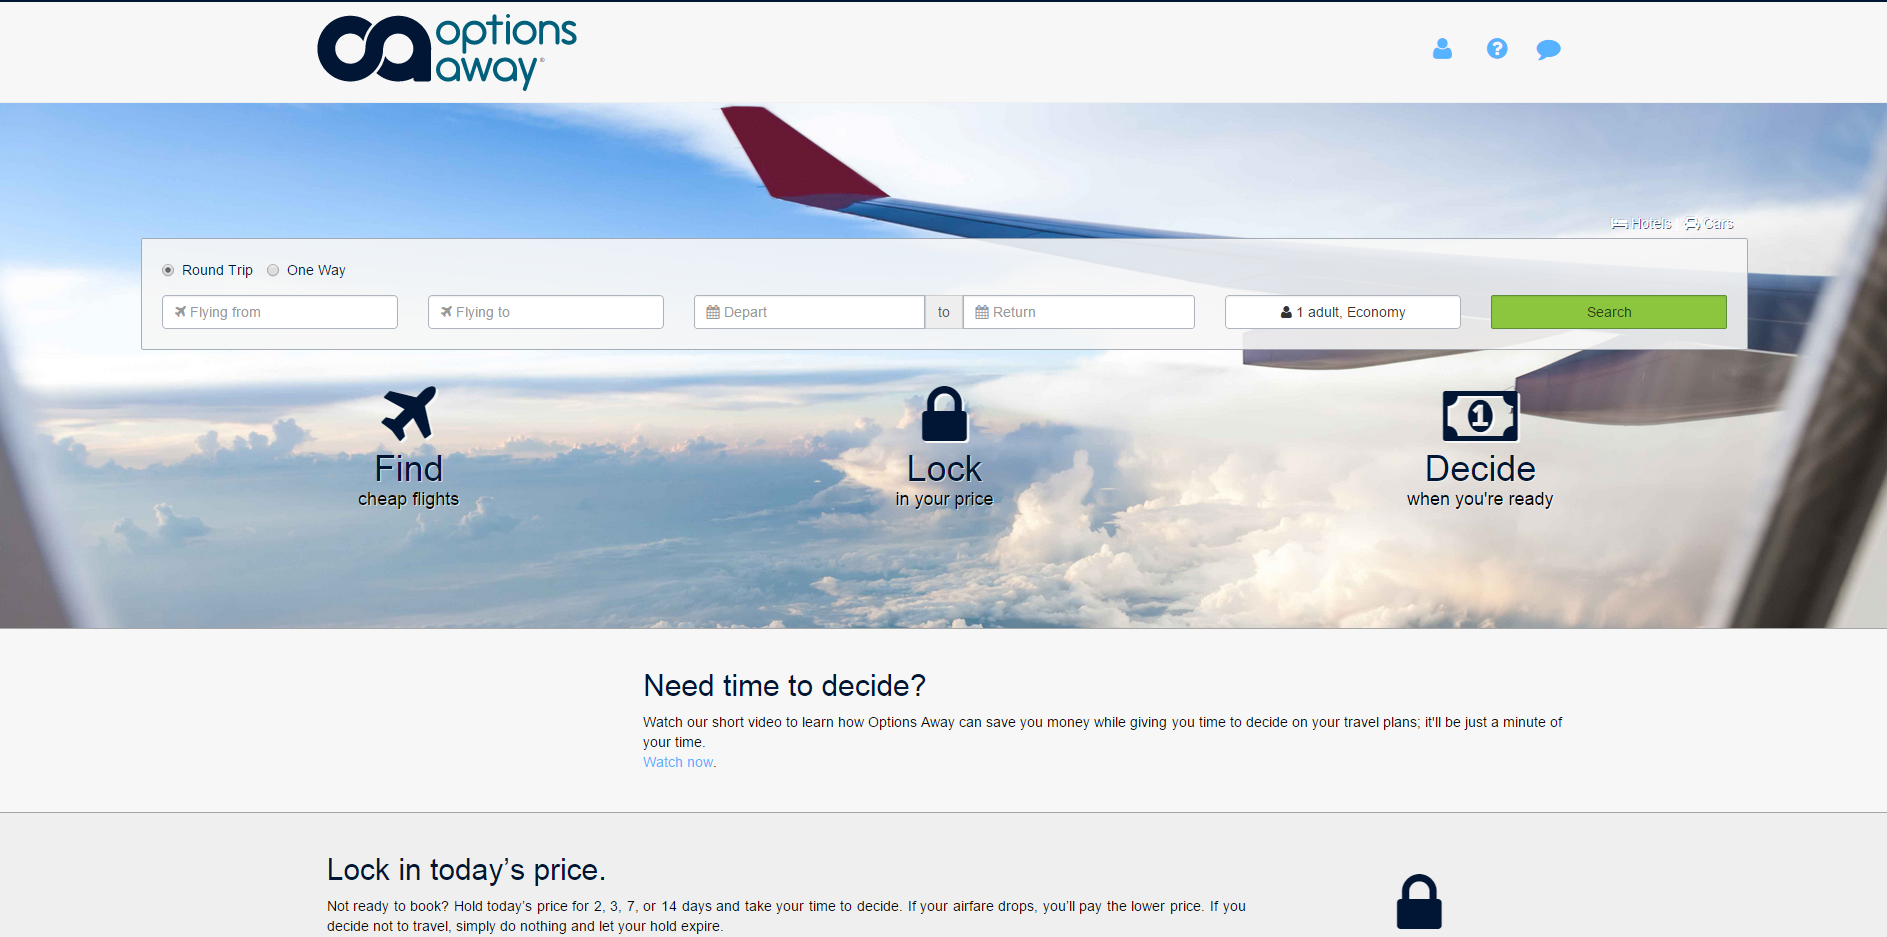 options
away®
Hotels Cars
Round Trip One Way
Flying from Flying to Depart to Return 1 adult, Economy Search
1
Find Lock Decide
cheap flights in your price when you're ready
Need time to decide?
Watch our short video to learn how Options Away can save you money while giving you time to decide on your travel plans; it'll be just a minute of
your time.
Watch now.
Lock in today’s price.
Not ready to book? Hold today’s price for 2, 3, 7, or 14 days and take your time to decide. If your airfare drops, you’ll pay the lower price. If you
decide not to travel, simply do nothing and let your hold expire.